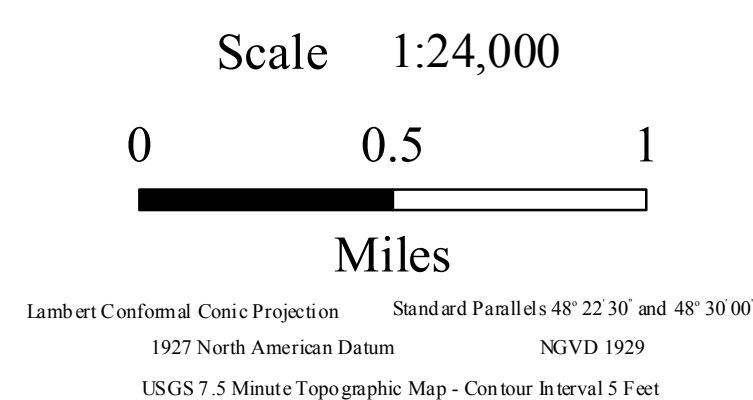 Scale 1:24,000
0 0.5 1
Miles
Lambert Conformal Conic Projection Standard Parallels 48° 22' 30" and 48° 30' 00"
1927 North American Datum NGVD 1929
USGS 7.5 Minute Topographic Map - Contour Interval 5 Feet